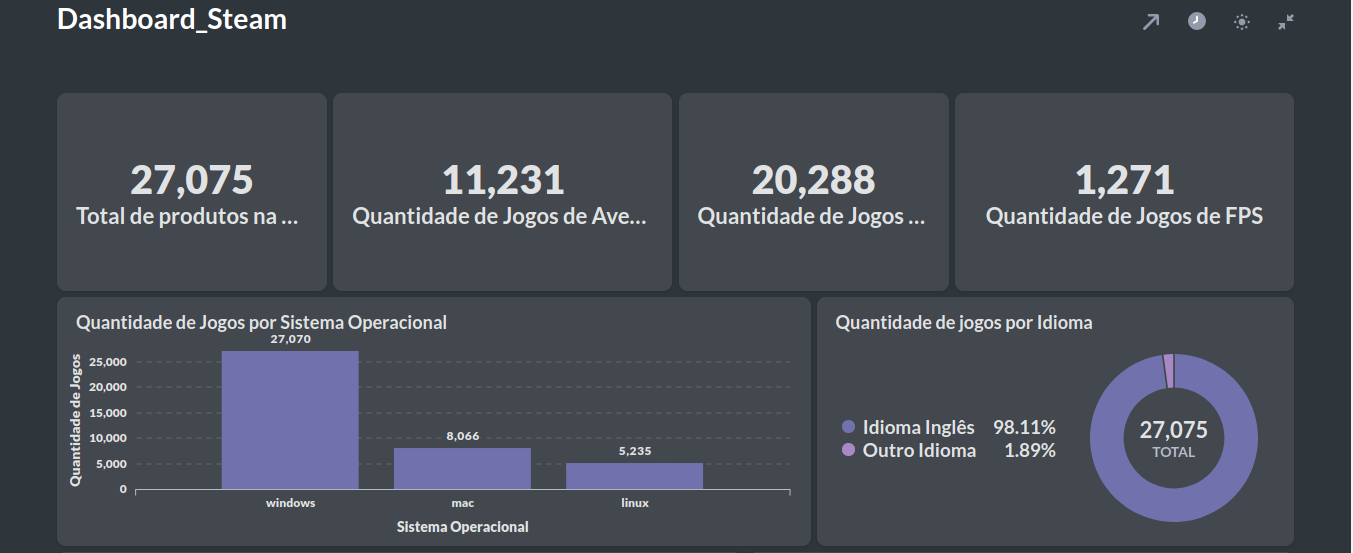 Dashboard_Steam
27,075
Total de produtos na ...
11,231
Quantidade de Jogos de Ave...
20,288
Quantidade de Jogos ...
1,271
Quantidade de Jogos de FPS
Quantidade de Jogos por Sistema Operacional
Quantidade de Jogos
25,000
20,000
15,000
10,000
5,000
0
27,070
8,066
5,235
windows
mac
linux
Sistema Operacional
Quantidade de jogos por Idioma
Idioma Inglês 98.11%
Outro Idioma 1.89%
27,075
TOTAL